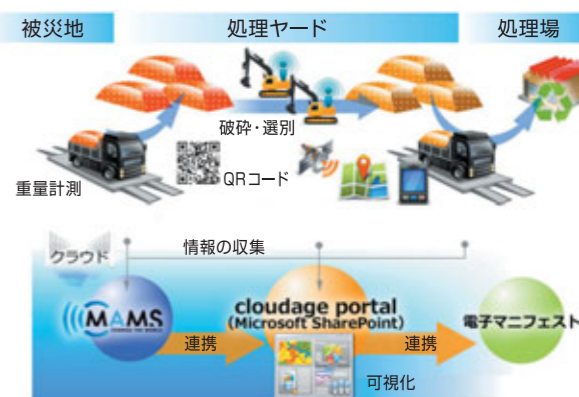 被災地
処理ヤード
処理場
破砕・選別
重量計測
QRコード
クラウド
情報の収集
MAMS
cloudage portal
(Microsoft SharePoint)
電子マニフェスト
連携
連携
可視化